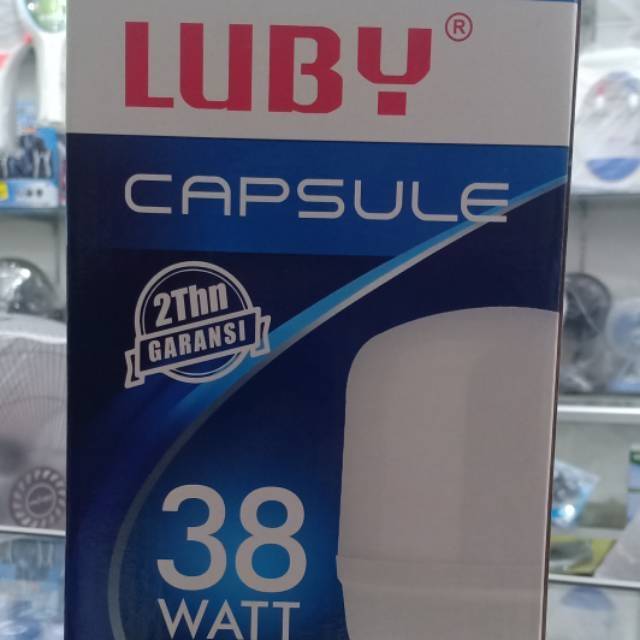 LUBY®
CAPSULE
2Thn
GARANSI
38
WATT